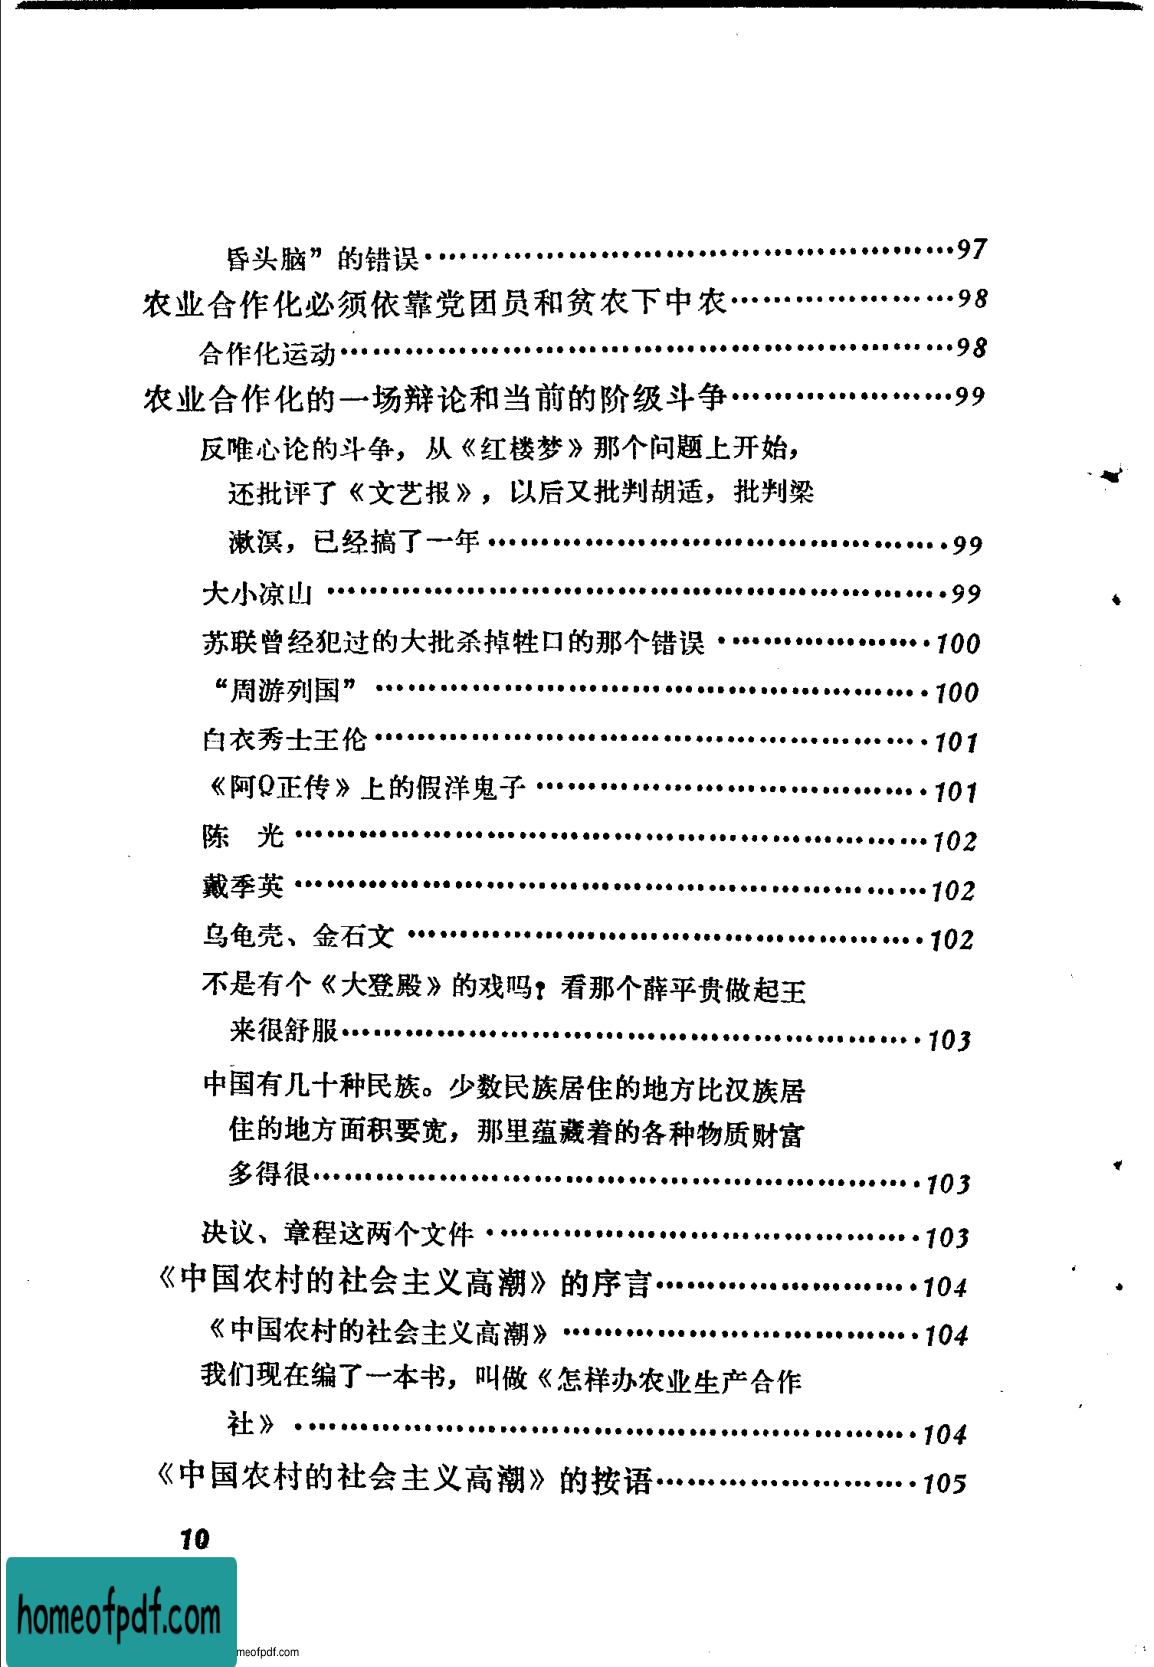 昏头脑”的错误……………………………………………97
农业合作化必须依靠党团员和贫农下中农…………………98
合作化运动……………………………………………………98
农业合作化的一场辩论和当前的阶级斗争…………………99
反唯心论的斗争，从《红楼梦》那个问题上开始，
还批评了《文艺报》，以后又批判胡适，批判梁
漱溟，已经搞了一年………………………………………99
大小凉山………………………………………………………99
苏联曾经犯过的大批杀掉牲口的那个错误…………………100
“周游列国”…………………………………………………100
白衣秀士王伦…………………………………………………101
《阿Q正传》上的假洋鬼子…………………………………101
陈　光…………………………………………………………102
戴季英…………………………………………………………102
乌龟壳、金石文………………………………………………102
不是有个《大登殿》的戏吗？看那个薛平贵做起王
来很舒服……………………………………………………103
中国有几十种民族。少数民族居住的地方比汉族居
住的地方面积要宽，那里蕴藏着的各种物质财富
多得很………………………………………………………103
决议、章程这两个文件………………………………………103
《中国农村的社会主义高潮》的序言………………………104
《中国农村的社会主义高潮》………………………………104
我们现在编了一本书，叫做《怎样办农业生产合作
社》…………………………………………………………104
《中国农村的社会主义高潮》的按语………………………105
10
homeofpdf.com
meofpdf.com